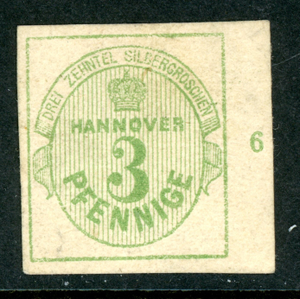 DREI ZEHNTEL SILBERGROSCHEN
HANNOVER
3
PFENNIGE
6